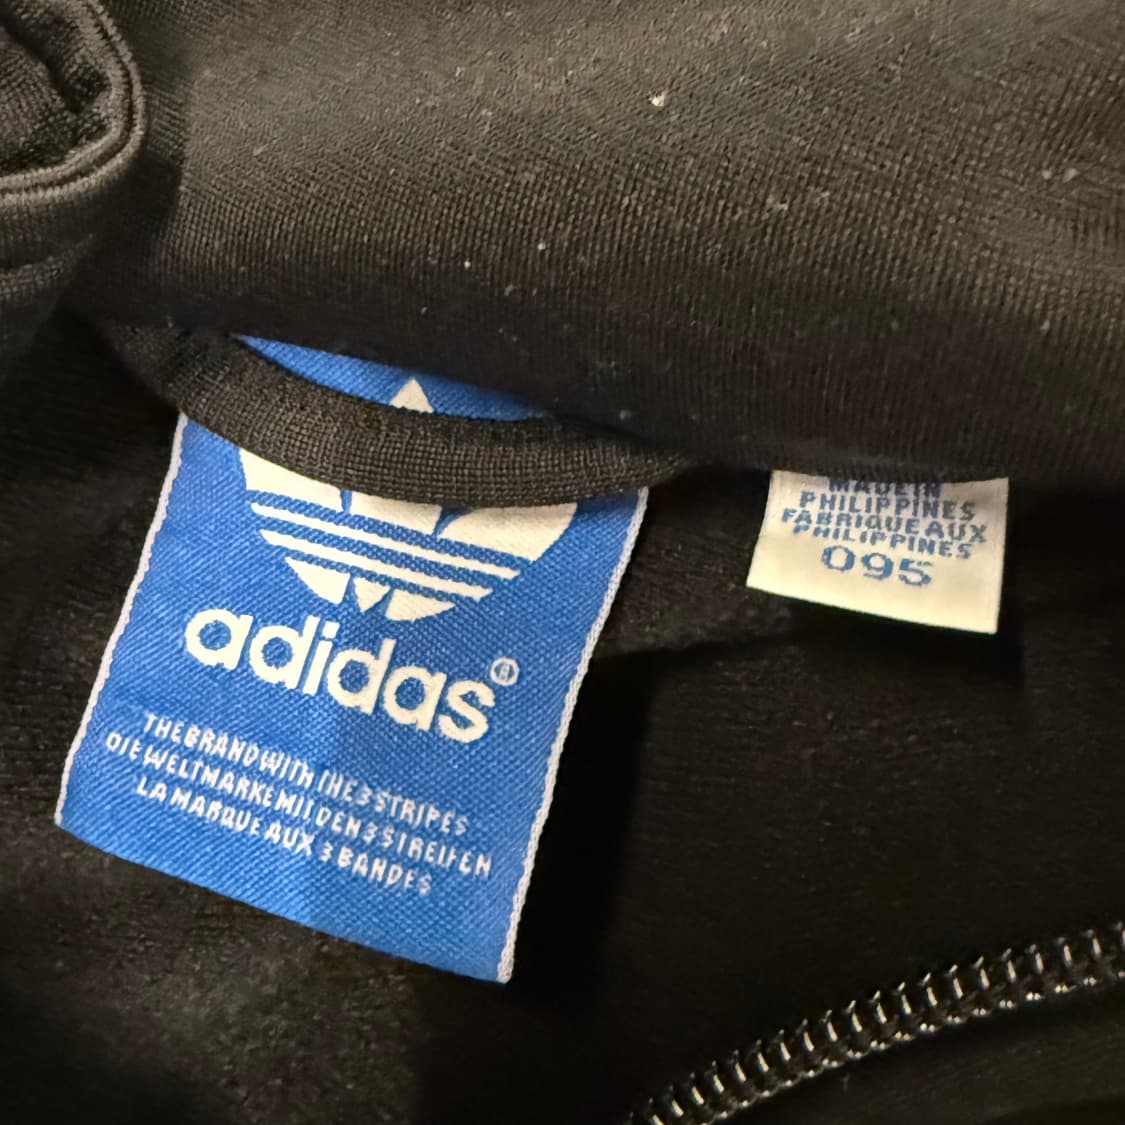 adidas®
THE BRAND WITH THE 3 STRIPES
DIE WELTMARKE MIT DEN 3 STREIFEN
LA MARQUE AUX 3 BANDES
MADE IN
PHILIPPINES
FABRIQUE AUX
PHILIPPINES
095